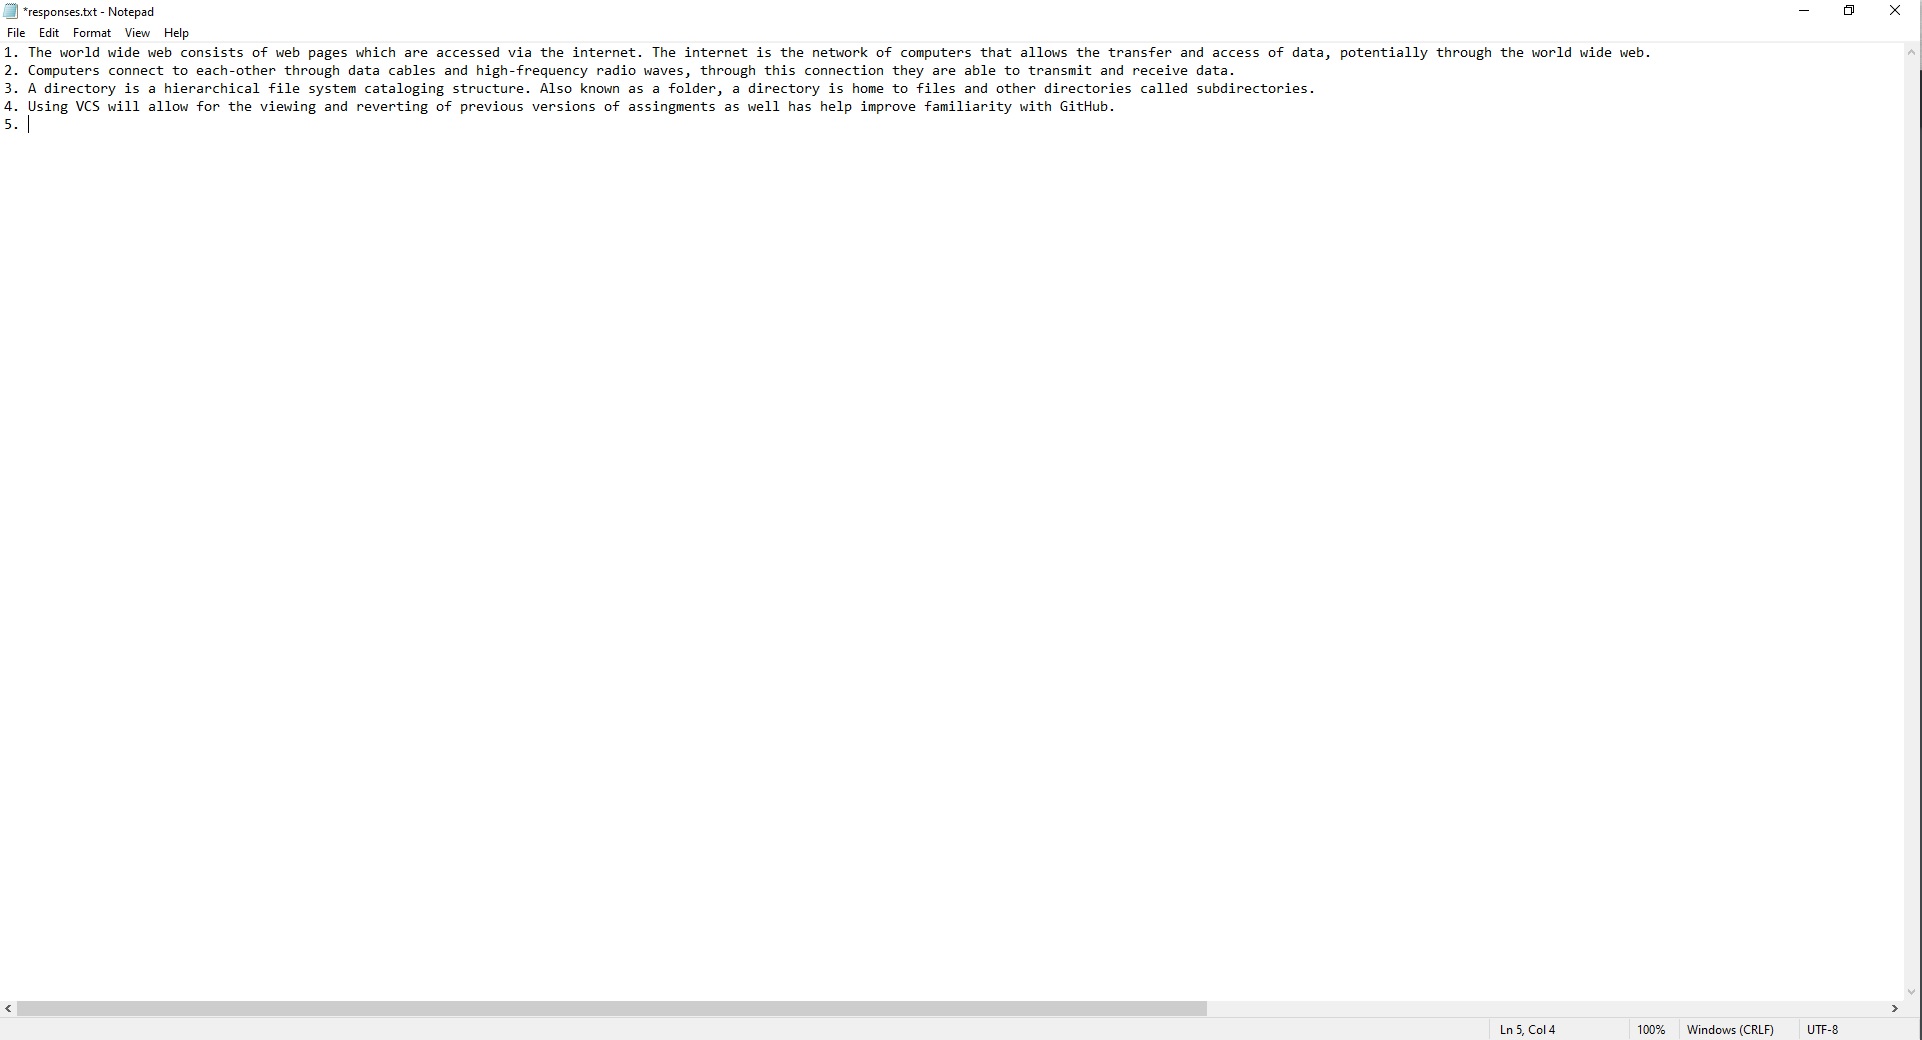 *responses.txt - Notepad
File Edit Format View Help
1. The world wide web consists of web pages which are accessed via the internet. The internet is the network of computers that allows the transfer and access of data, potentially through the world wide web.
2. Computers connect to each-other through data cables and high-frequency radio waves, through this connection they are able to transmit and receive data.
3. A directory is a hierarchical file system cataloging structure. Also known as a folder, a directory is home to files and other directories called subdirectories.
4. Using VCS will allow for the viewing and reverting of previous versions of assingments as well has help improve familiarity with GitHub.
5.
Ln 5, Col 4 100% Windows (CRLF) UTF-8